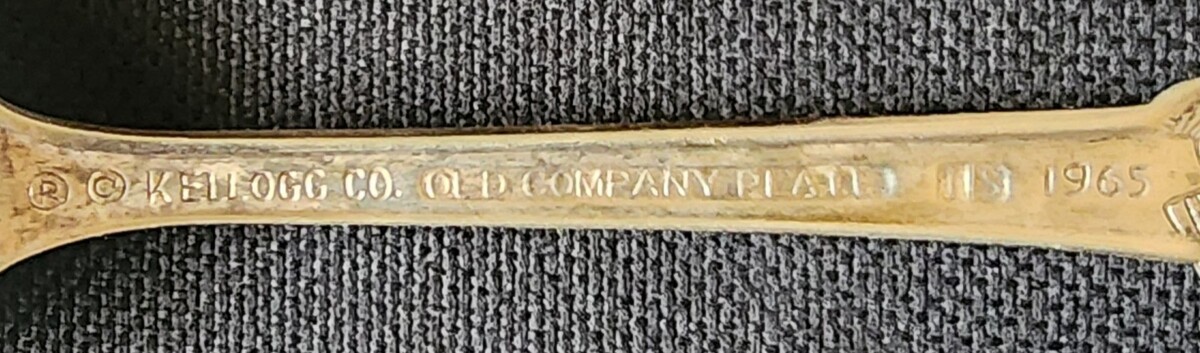 ® © KELLOGG CO. OLD COMPANY PLATE IS 1965